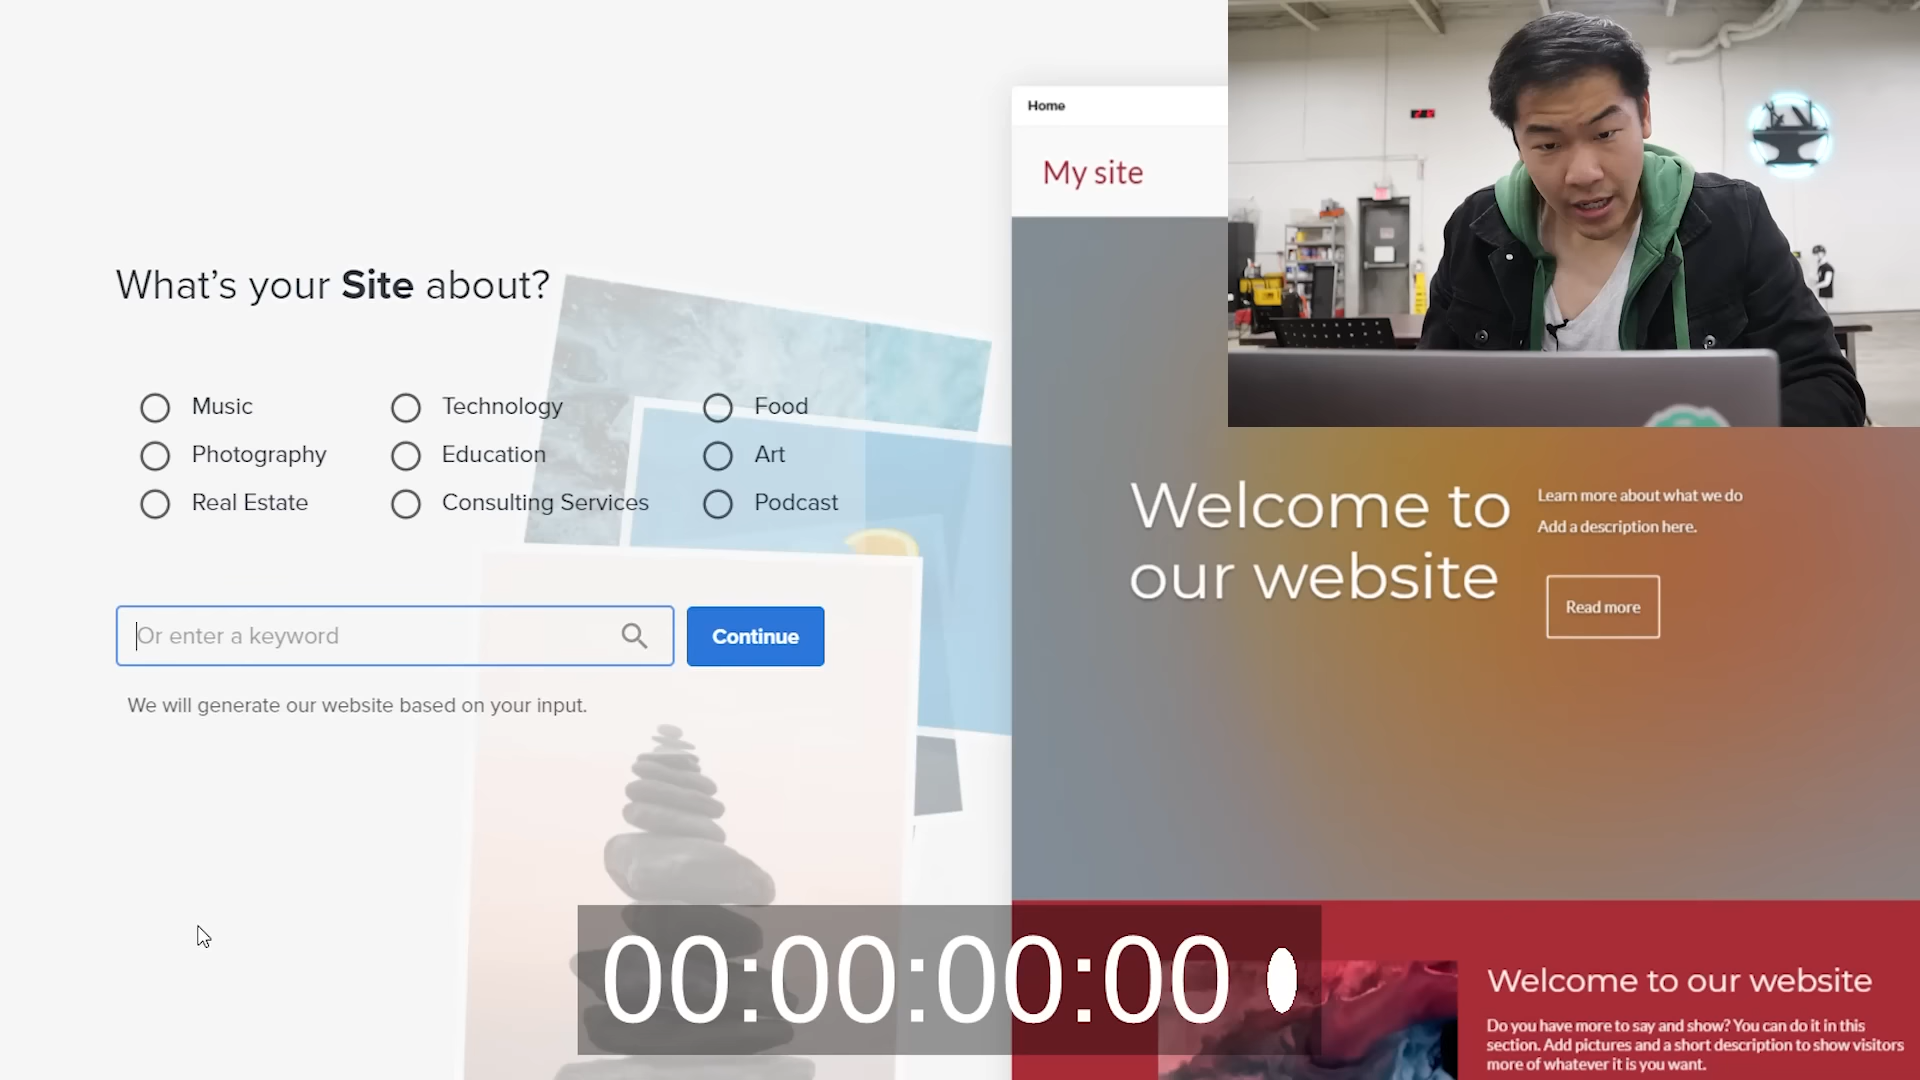 What's your Site about?
Music
Technology
Food
Photography
Education
Art
Real Estate
Consulting Services
Podcast
Or enter a keyword
Continue
We will generate our website based on your input.
Home
My site
Welcome to
our website
Learn more about what we do
Add a description here.
Read more
00:00:00:00
Welcome to our website
Do you have more to say and show? You can do it in this
section. Add pictures and a short description to show visitors
more of whatever it is you want.